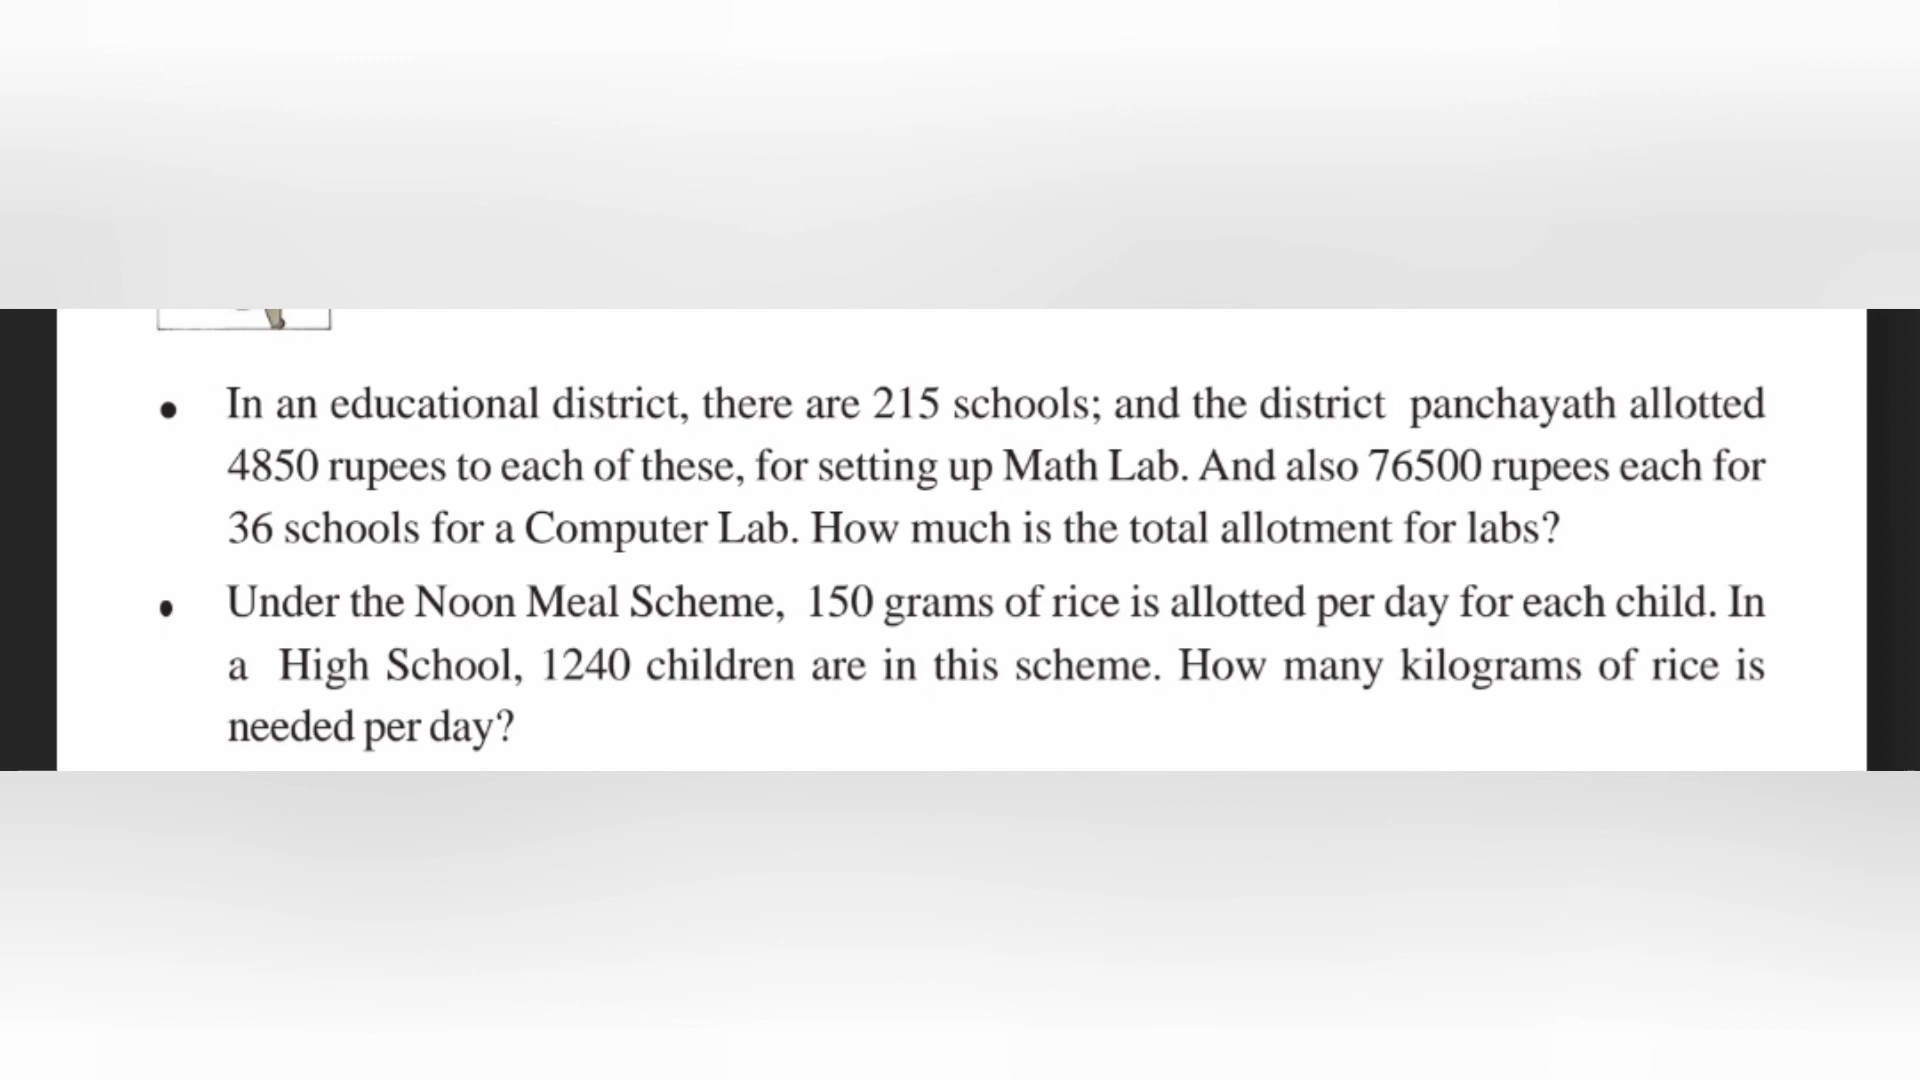 • In an educational district, there are 215 schools; and the district panchayath allotted
4850 rupees to each of these, for setting up Math Lab. And also 76500 rupees each for
36 schools for a Computer Lab. How much is the total allotment for labs?
• Under the Noon Meal Scheme, 150 grams of rice is allotted per day for each child. In
a High School, 1240 children are in this scheme. How many kilograms of rice is
needed per day?